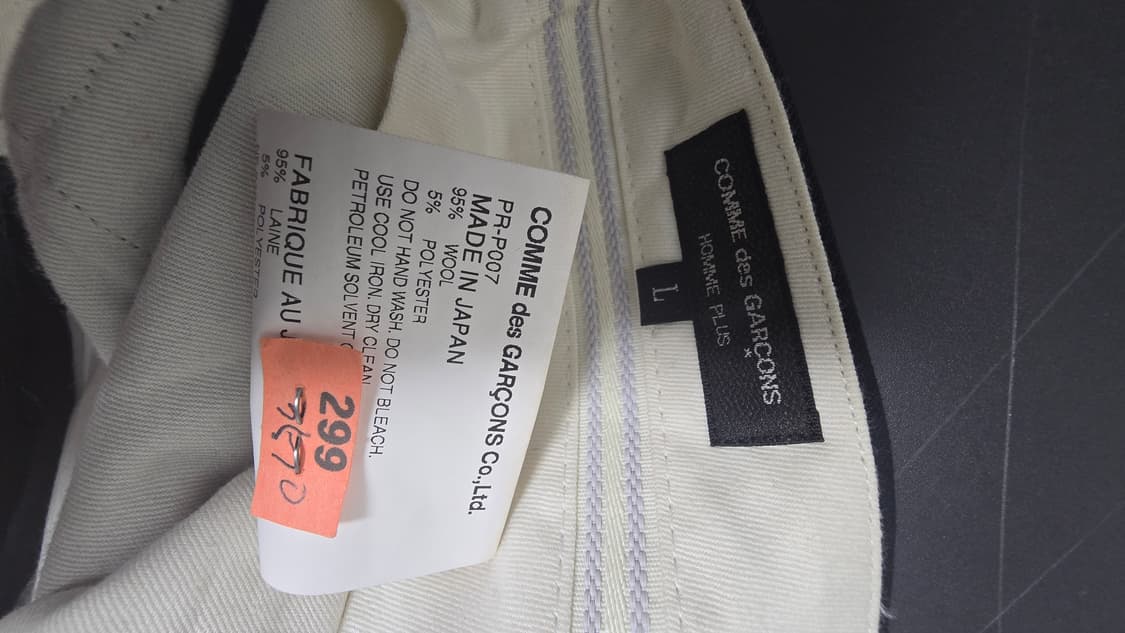 COMME des GARÇONS
HOMME PLUS
L
COMME des GARÇONS Co., Ltd.
PR-P007
MADE IN JAPAN
95% WOOL
5% POLYESTER
DO NOT HAND WASH. DO NOT BLEACH.
USE COOL IRON. DRY CLEAN
PETROLEUM SOLVENT
FABRIQUE AU
95% LAINE
5% POLYESTER
299